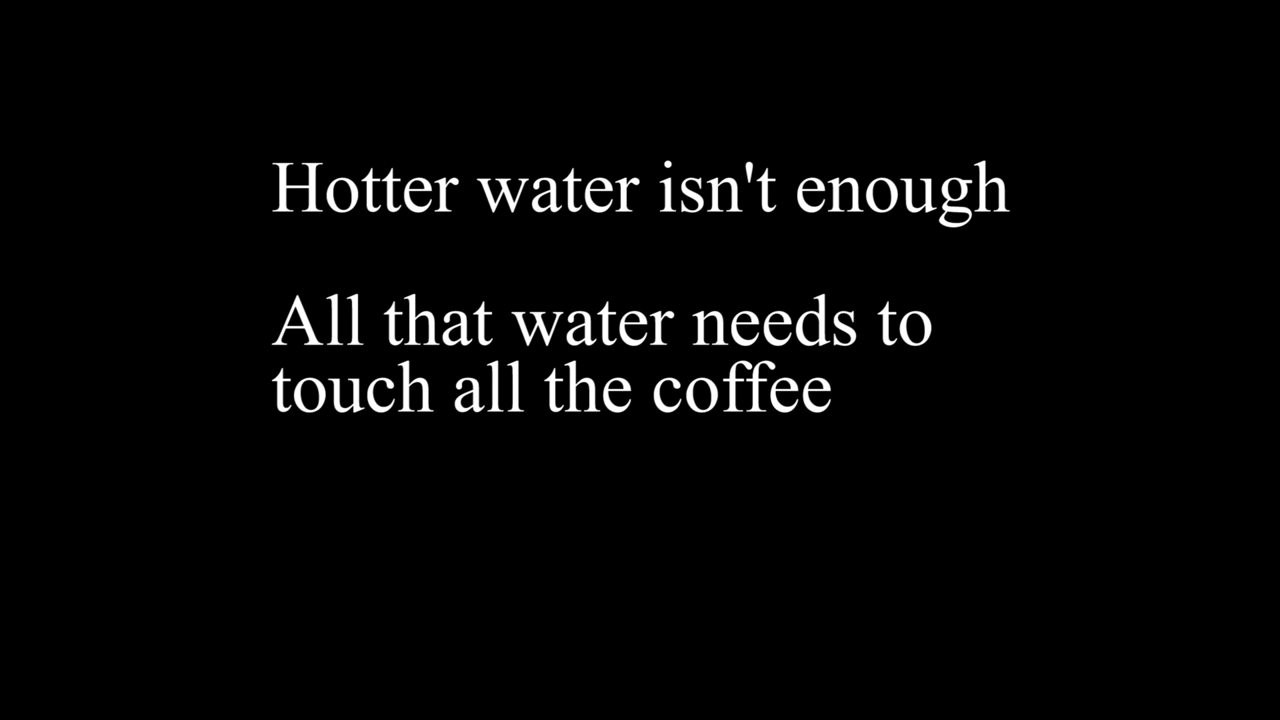 Hotter water isn't enough
All that water needs to
touch all the coffee